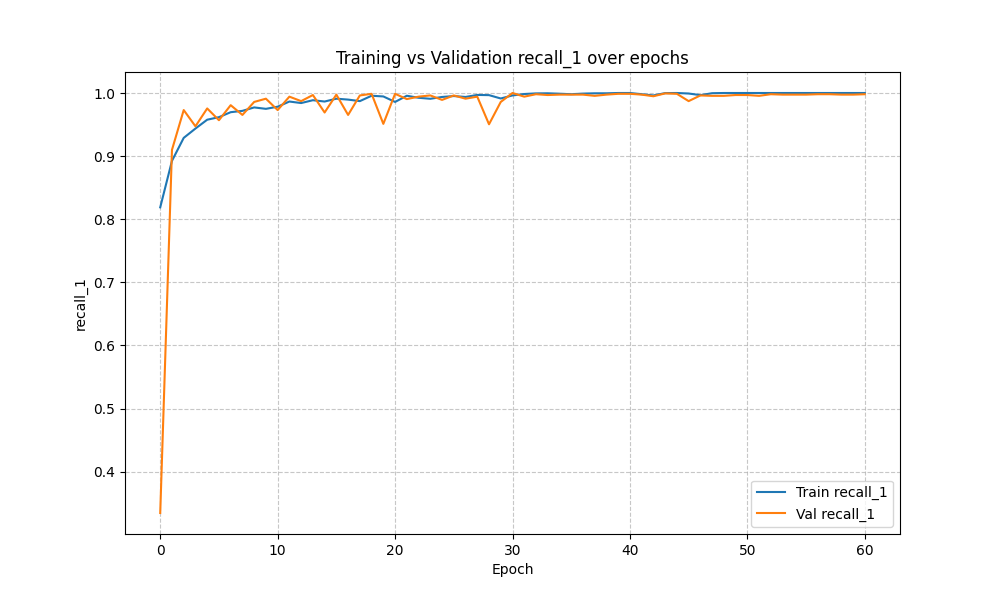 Training vs Validation recall_1 over epochs
1.0
0.9
0.8
0.7
0.6
0.5
0.4
recall_1
Train recall_1
Val recall_1
0 10 20 30 40 50 60
Epoch